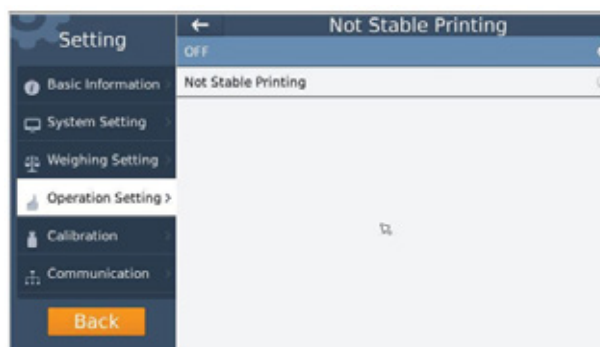 Setting
Basic Information
System Setting
Weighing Setting
Operation Setting >
Calibration
Communication
Back
← Not Stable Printing
OFF
Not Stable Printing